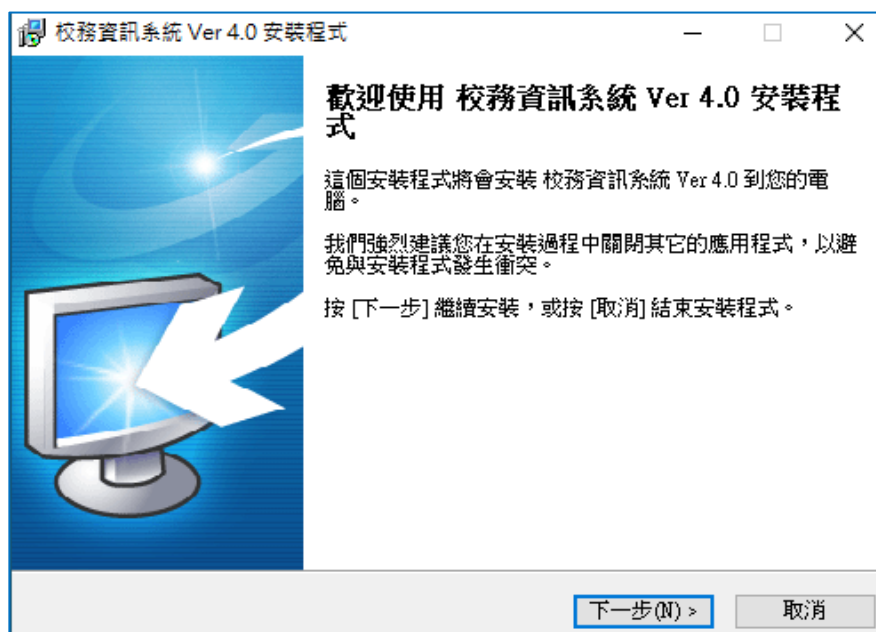 校務資訊系統 Ver 4.0 安裝程式
歡迎使用 校務資訊系統 Ver 4.0 安裝程
式
這個安裝程式將會安裝 校務資訊系統 Ver 4.0 到您的電
腦。
我們強烈建議您在安裝過程中關閉其它的應用程式，以避
免與安裝程式發生衝突。
按 [下一步] 繼續安裝，或按 [取消] 結束安裝程式。
下一步(N) >
取消